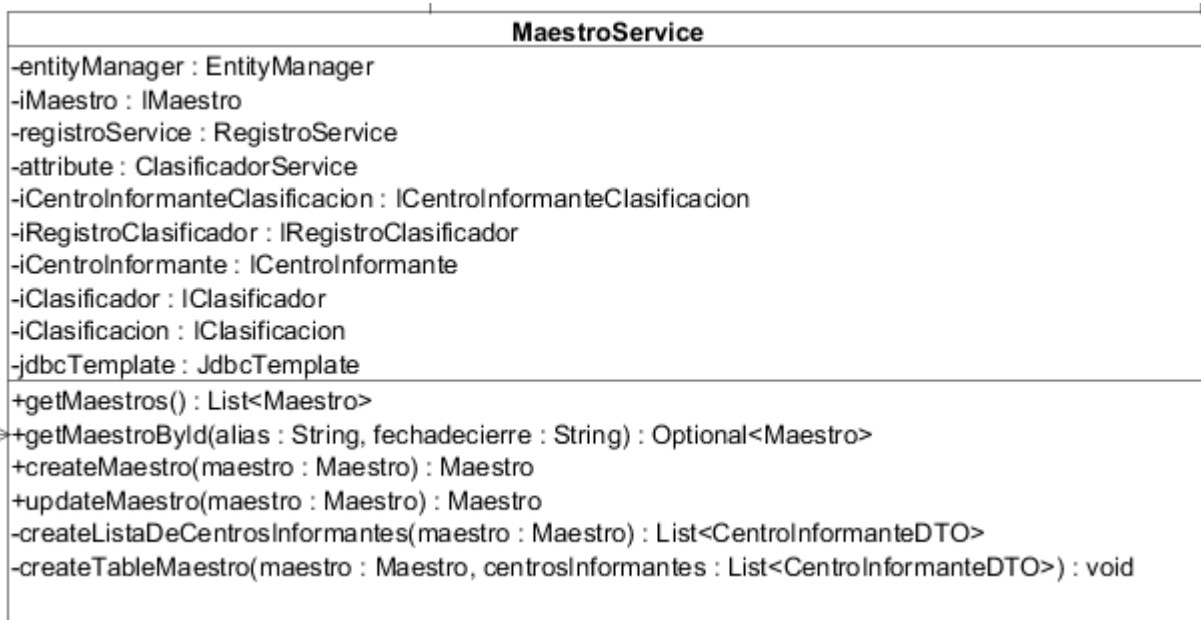 MaestroService
-entityManager : EntityManager
-iMaestro : IMaestro
-registroService : RegistroService
-attribute : ClasificadorService
-iCentroInformanteClasificacion : ICentroInformanteClasificacion
-iRegistroClasificador : IRegistroClasificador
-iCentroInformante : ICentroInformante
-iClasificador : IClasificador
-iClasificacion : IClasificacion
-jdbcTemplate : JdbcTemplate
+getMaestros() : List<Maestro>
+getMaestroById(alias : String, fechadecierre : String) : Optional<Maestro>
+createMaestro(maestro : Maestro) : Maestro
+updateMaestro(maestro : Maestro) : Maestro
-createListaDeCentrosInformantes(maestro : Maestro) : List<CentroInformanteDTO>
-createTableMaestro(maestro : Maestro, centrosInformantes : List<CentroInformanteDTO>) : void